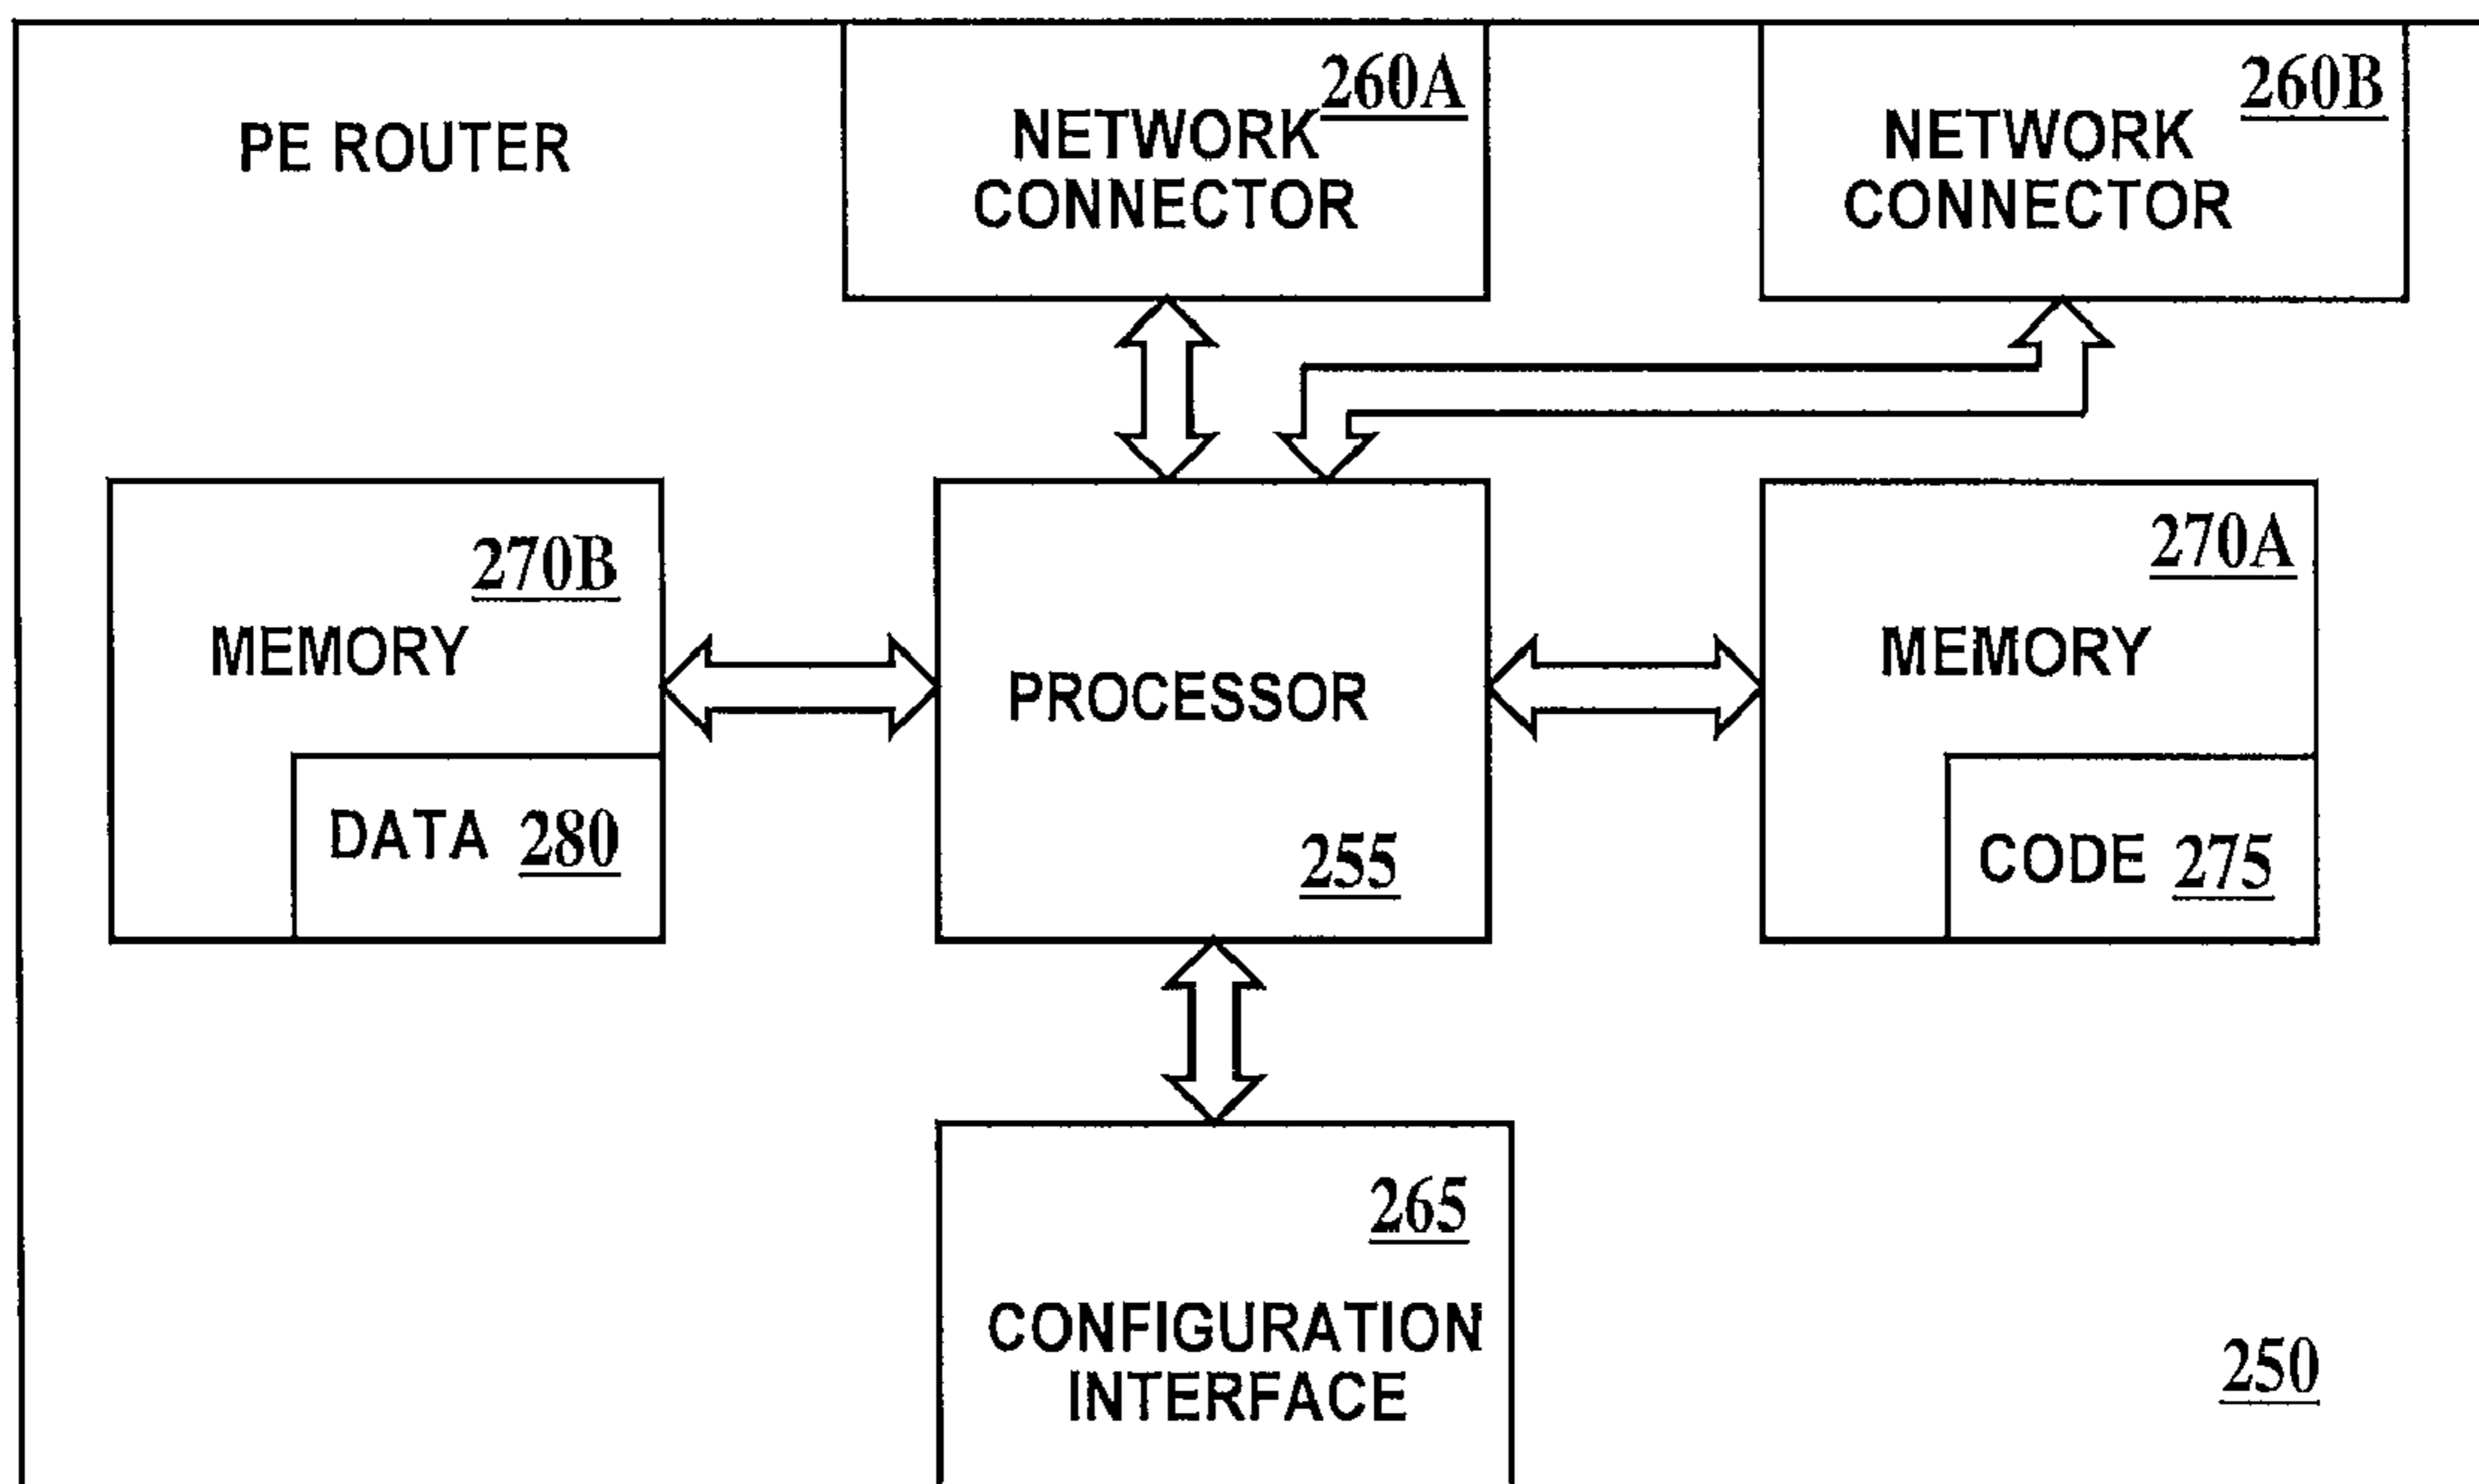 PE ROUTER
260A
NETWORK
CONNECTOR
260B
NETWORK
CONNECTOR
270B
MEMORY
DATA 280
PROCESSOR
255
270A
MEMORY
CODE 275
265
CONFIGURATION
INTERFACE
250